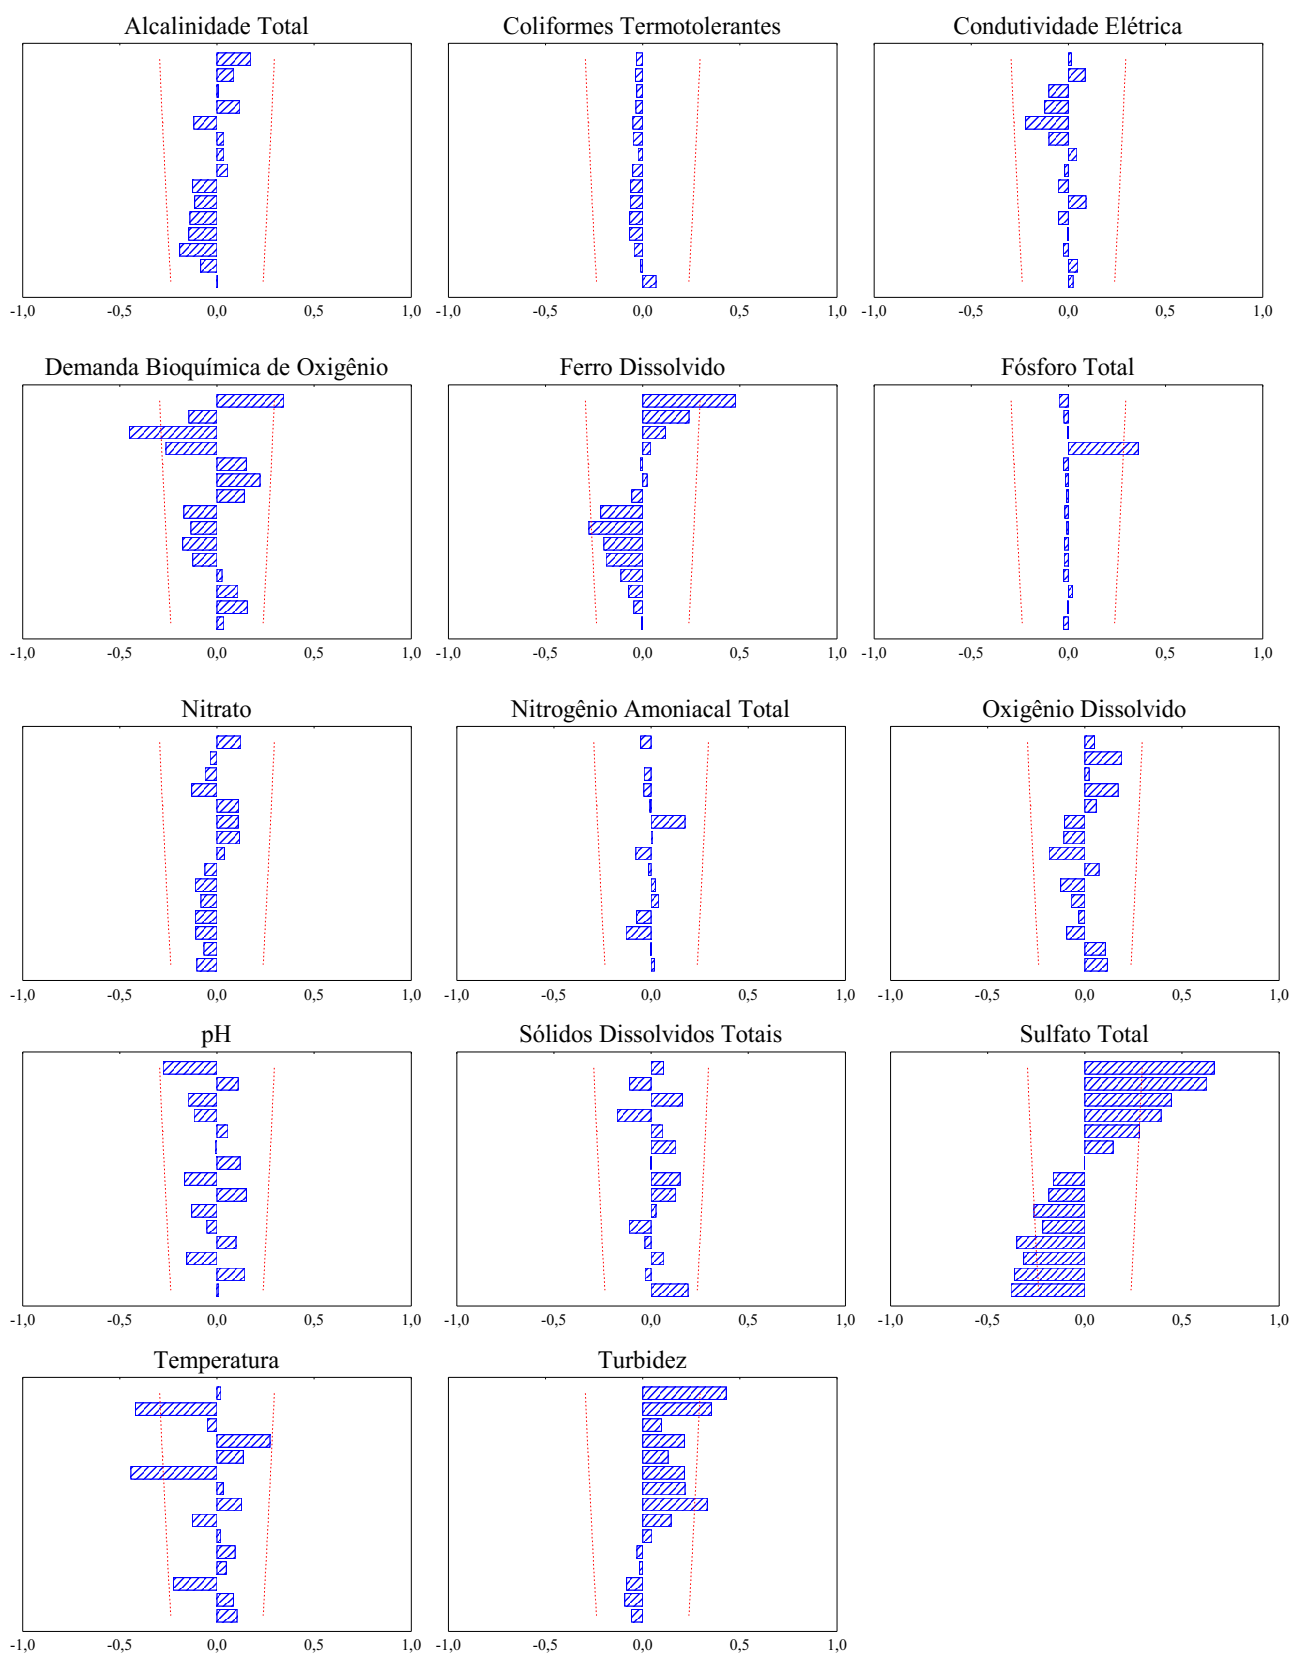 Alcalinidade Total Coliformes Termotolerantes Condutividade Elétrica
-1,0 -0,5 0,0 0,5 1,0 -1,0 -0,5 0,0 0,5 1,0 -1,0 -0,5 0,0 0,5 1,0
Demanda Bioquímica de Oxigênio Ferro Dissolvido Fósforo Total
-1,0 -0,5 0,0 0,5 1,0 -1,0 -0,5 0,0 0,5 1,0 -1,0 -0,5 0,0 0,5 1,0
Nitrato Nitrogênio Amoniacal Total Oxigênio Dissolvido
-1,0 -0,5 0,0 0,5 1,0 -1,0 -0,5 0,0 0,5 1,0 -1,0 -0,5 0,0 0,5 1,0
pH Sólidos Dissolvidos Totais Sulfato Total
-1,0 -0,5 0,0 0,5 1,0 -1,0 -0,5 0,0 0,5 1,0 -1,0 -0,5 0,0 0,5 1,0
Temperatura Turbidez
-1,0 -0,5 0,0 0,5 1,0 -1,0 -0,5 0,0 0,5 1,0